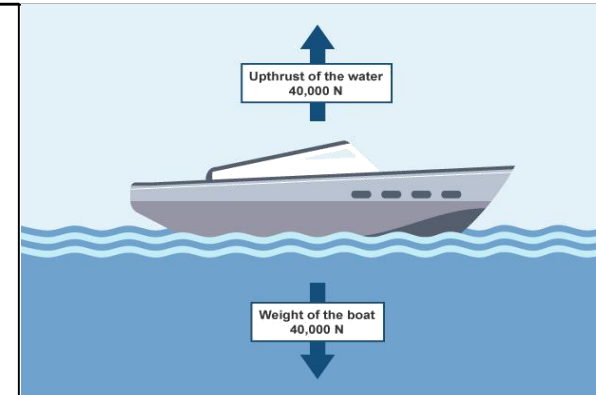 Upthrust of the water
40,000 N
Weight of the boat
40,000 N